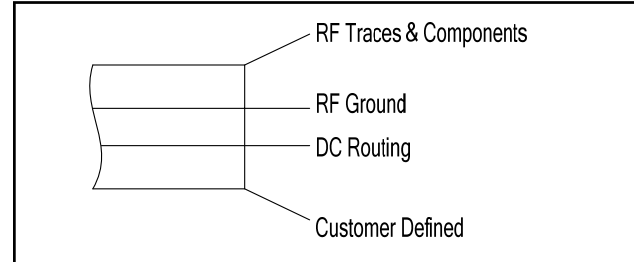 RF Traces & Components
RF Ground
DC Routing
Customer Defined